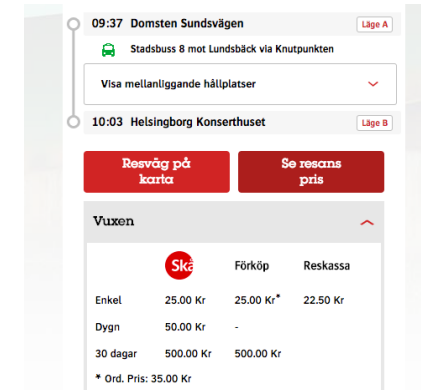 09:37 Domsten Sundsvägen Läge A
Stadsbuss 8 mot Lundsbäck via Knutpunkten
Visa mellanliggande hållplatser
10:03 Helsingborg Konserthuset Läge B
Resväg på
karta
Se resans
pris
Vuxen
Skå Förköp Reskassa
Enkel 25.00 Kr 25.00 Kr* 22.50 Kr
Dygn 50.00 Kr -
30 dagar 500.00 Kr 500.00 Kr
* Ord. Pris: 35.00 Kr